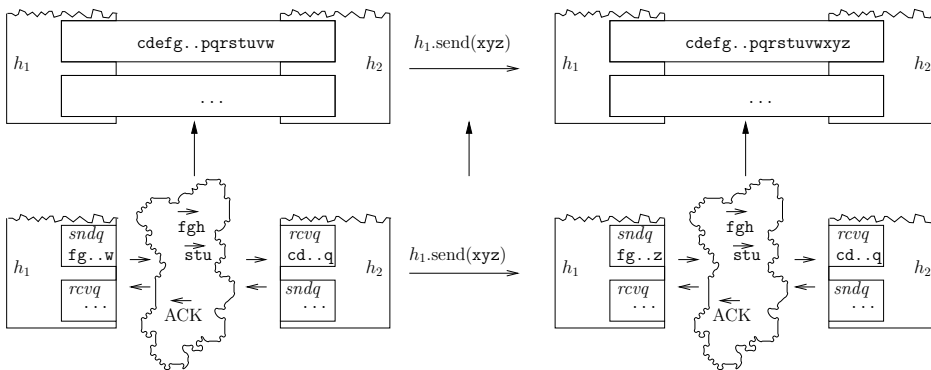 cdefg..pqrstuvw
h1
h2
...
h1.send(xyz)
cdefg..pqrstuvwxyz
h1
h2
...
sndq
fg..w
h1
rcvq
...
fgh
stu
ACK
rcvq
cd..q
h2
sndq
...
h1.send(xyz)
sndq
fg..z
h1
rcvq
...
fgh
stu
ACK
rcvq
cd..q
h2
sndq
...